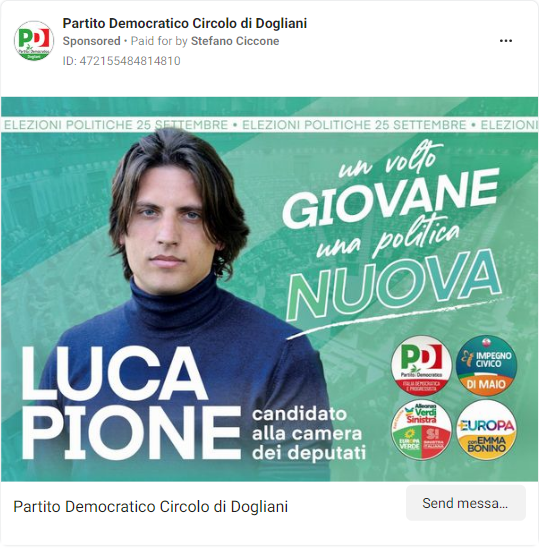 Partito Democratico Circolo di Dogliani
Sponsored • Paid for by Stefano Ciccone
ID: 472155484814810
ELEZIONI POLITICHE 25 SETTEMBRE • ELEZIONI POLITICHE 25 SETTEMBRE • ELEZIONI
un volto
GIOVANE
una politica
NUOVA
LUCA
PIONE
candidato
alla camera
dei deputati
PD
Partito Democratico
ITALIA DEMOCRATICA
E PROGRESSISTA
IMPEGNO
CIVICO
DI MAIO
Alleanza
Verdi
Sinistra
EUROPA
VERDE
SI
SINISTRA
ITALIANA
+EUROPA
CON EMMA
BONINO
Partito Democratico Circolo di Dogliani
Send messa...